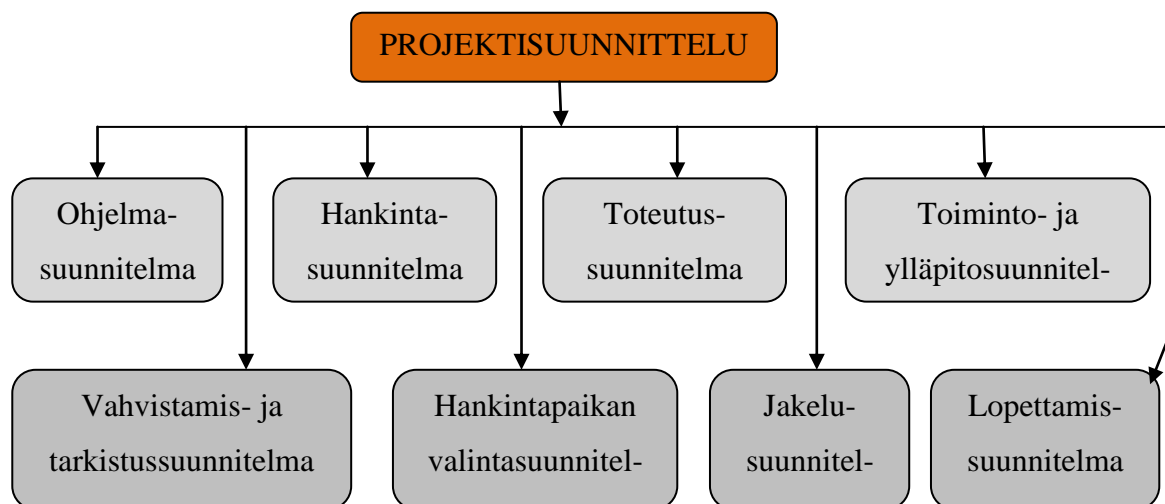 PROJEKTISUUNNITTELU
Ohjelma-
suunnitelma
Hankinta-
suunnitelma
Toteutus-
suunnitelma
Toiminto- ja
ylläpitosuunnitel-
Vahvistamis- ja
tarkistussuunnitelma
Hankintapaikan
valintasuunnitel-
Jakelu-
suunnitel-
Lopettamis-
suunnitelma